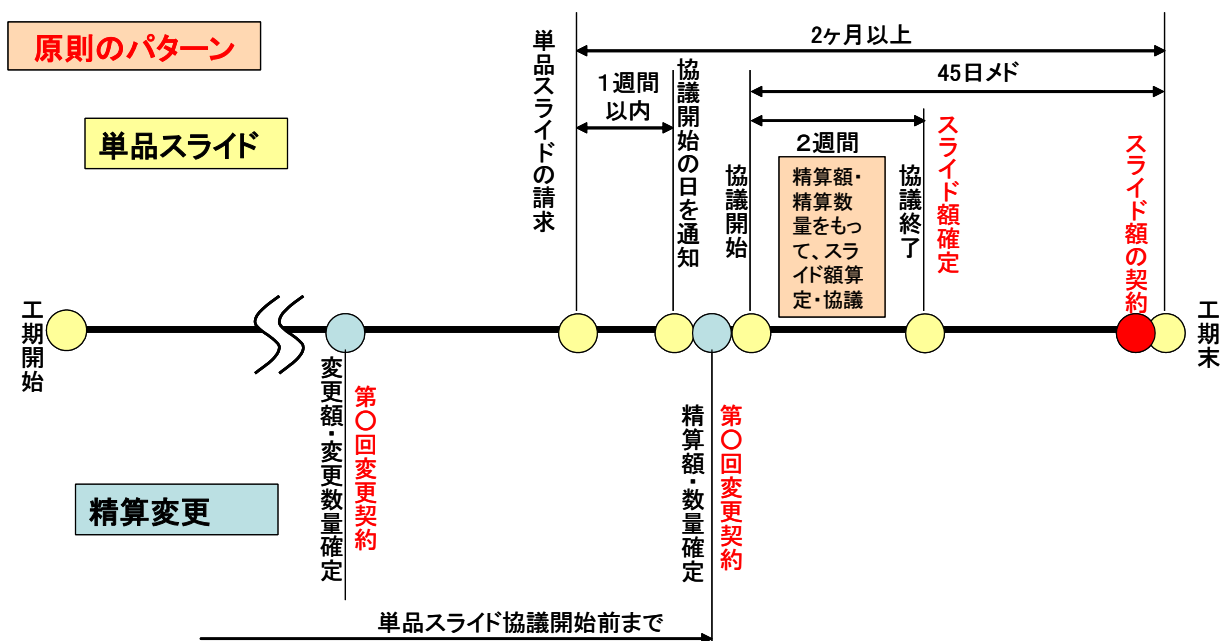 原則のパターン
単品スライド
2ヶ月以上
45日メド
1週間
以内
2週間
単品スライドの請求
協議開始の日を通知
協議開始
精算額・
精算数
量をもっ
て、スラ
イド額算
定・協議
協議終了
スライド額確定
スライド額の契約
工期開始
工期末
変更額・変更数量確定
第〇回変更契約
精算額・数量確定
第〇回変更契約
精算変更
単品スライド協議開始前まで